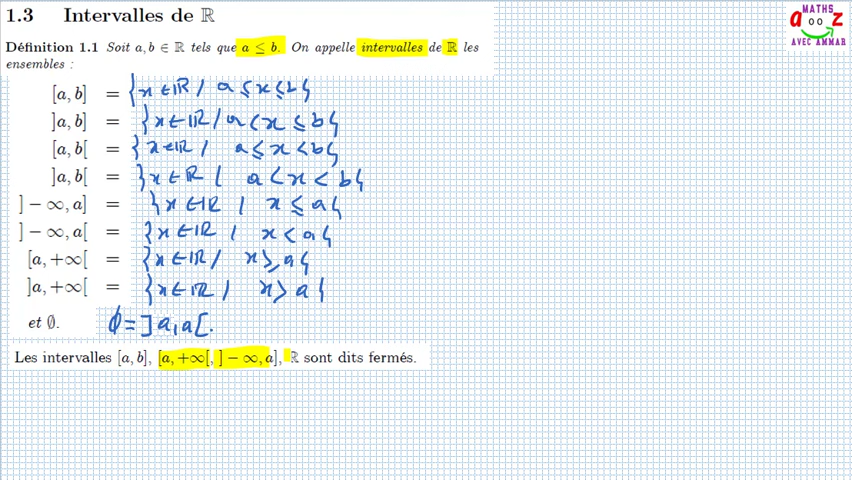 1.3 Intervalles de ℝ
MATHS
a oo z
AVEC AMMAR
Définition 1.1 Soit a, b ∈ ℝ tels que a ≤ b. On appelle intervalles de ℝ les
ensembles :
[a, b] = {x ∈ ℝ / a ≤ x ≤ b}
]a, b] = {x ∈ ℝ / a < x ≤ b}
[a, b[ = {x ∈ ℝ / a ≤ x < b}
]a, b[ = {x ∈ ℝ / a < x < b}
] − ∞, a] = {x ∈ ℝ / x ≤ a}
] − ∞, a[ = {x ∈ ℝ / x < a}
[a, +∞[ = {x ∈ ℝ / x ≥ a}
]a, +∞[ = {x ∈ ℝ / x > a}
et ∅. ∅ = ]a, a[.
Les intervalles [a, b], [a, +∞[, ] − ∞, a], ℝ sont dits fermés.